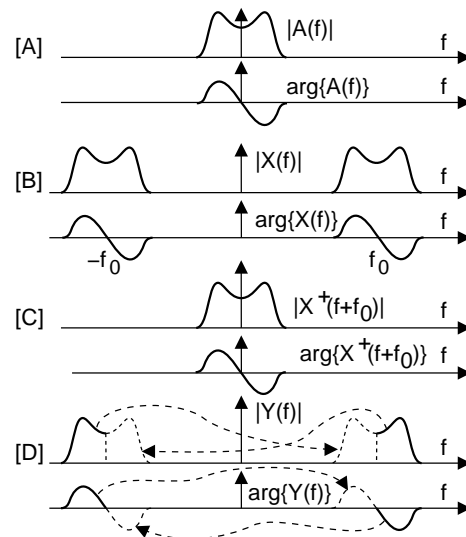 [A] |A(f)| f
arg{A(f)} f
[B] |X(f)| f
arg{X(f)} f
−f₀ f₀
[C] |X⁺(f+f₀)| f
arg{X⁺(f+f₀)} f
[D] |Y(f)| f
arg{Y(f)} f